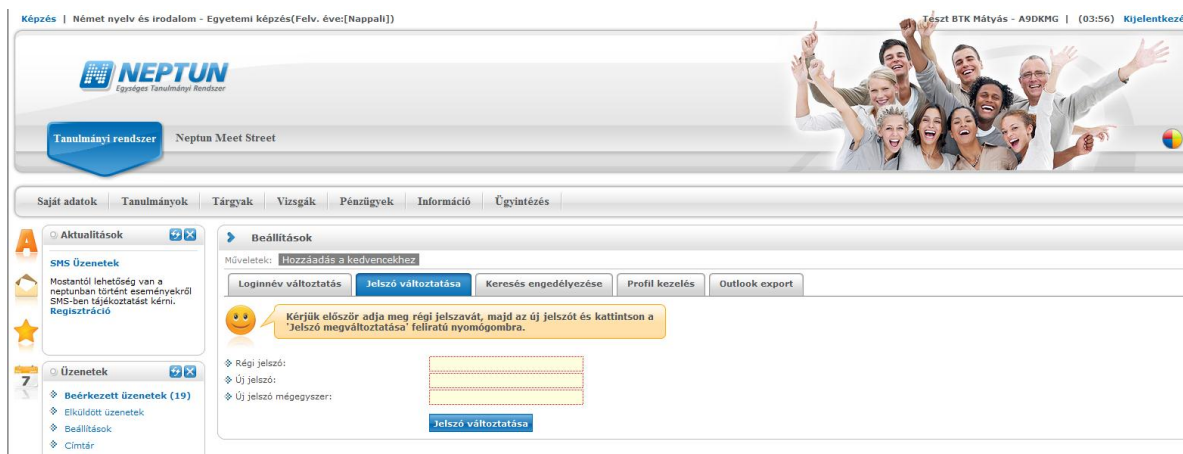 Képzés | Német nyelv és irodalom - Egyetemi képzés(Felv. éve:[Nappali])
Teszt BTK Mátyás - A9DKMG | (03:56) Kijelentkezé
NEPTUN
Egységes Tanulmányi Rendszer
Tanulmányi rendszer Neptun Meet Street
Saját adatok Tanulmányok Tárgyak Vizsgák Pénzügyek Információ Ügyintézés
Aktualitások
SMS Üzenetek
Mostantól lehetőség van a
neptunban történt eseményekről
SMS-ben tájékoztatást kérni.
Regisztráció
7
Üzenetek
Beérkezett üzenetek (19)
Elküldött üzenetek
Beállítások
Címtár
Beállítások
Műveletek: Hozzáadás a kedvencekhez
Loginnév változtatás Jelszó változtatása Keresés engedélyezése Profil kezelés Outlook export
Kérjük először adja meg régi jelszavát, majd az új jelszót és kattintson a
'Jelszó megváltoztatása' feliratú nyomógombra.
Régi jelszó:
Új jelszó:
Új jelszó mégegyszer:
Jelszó változtatása